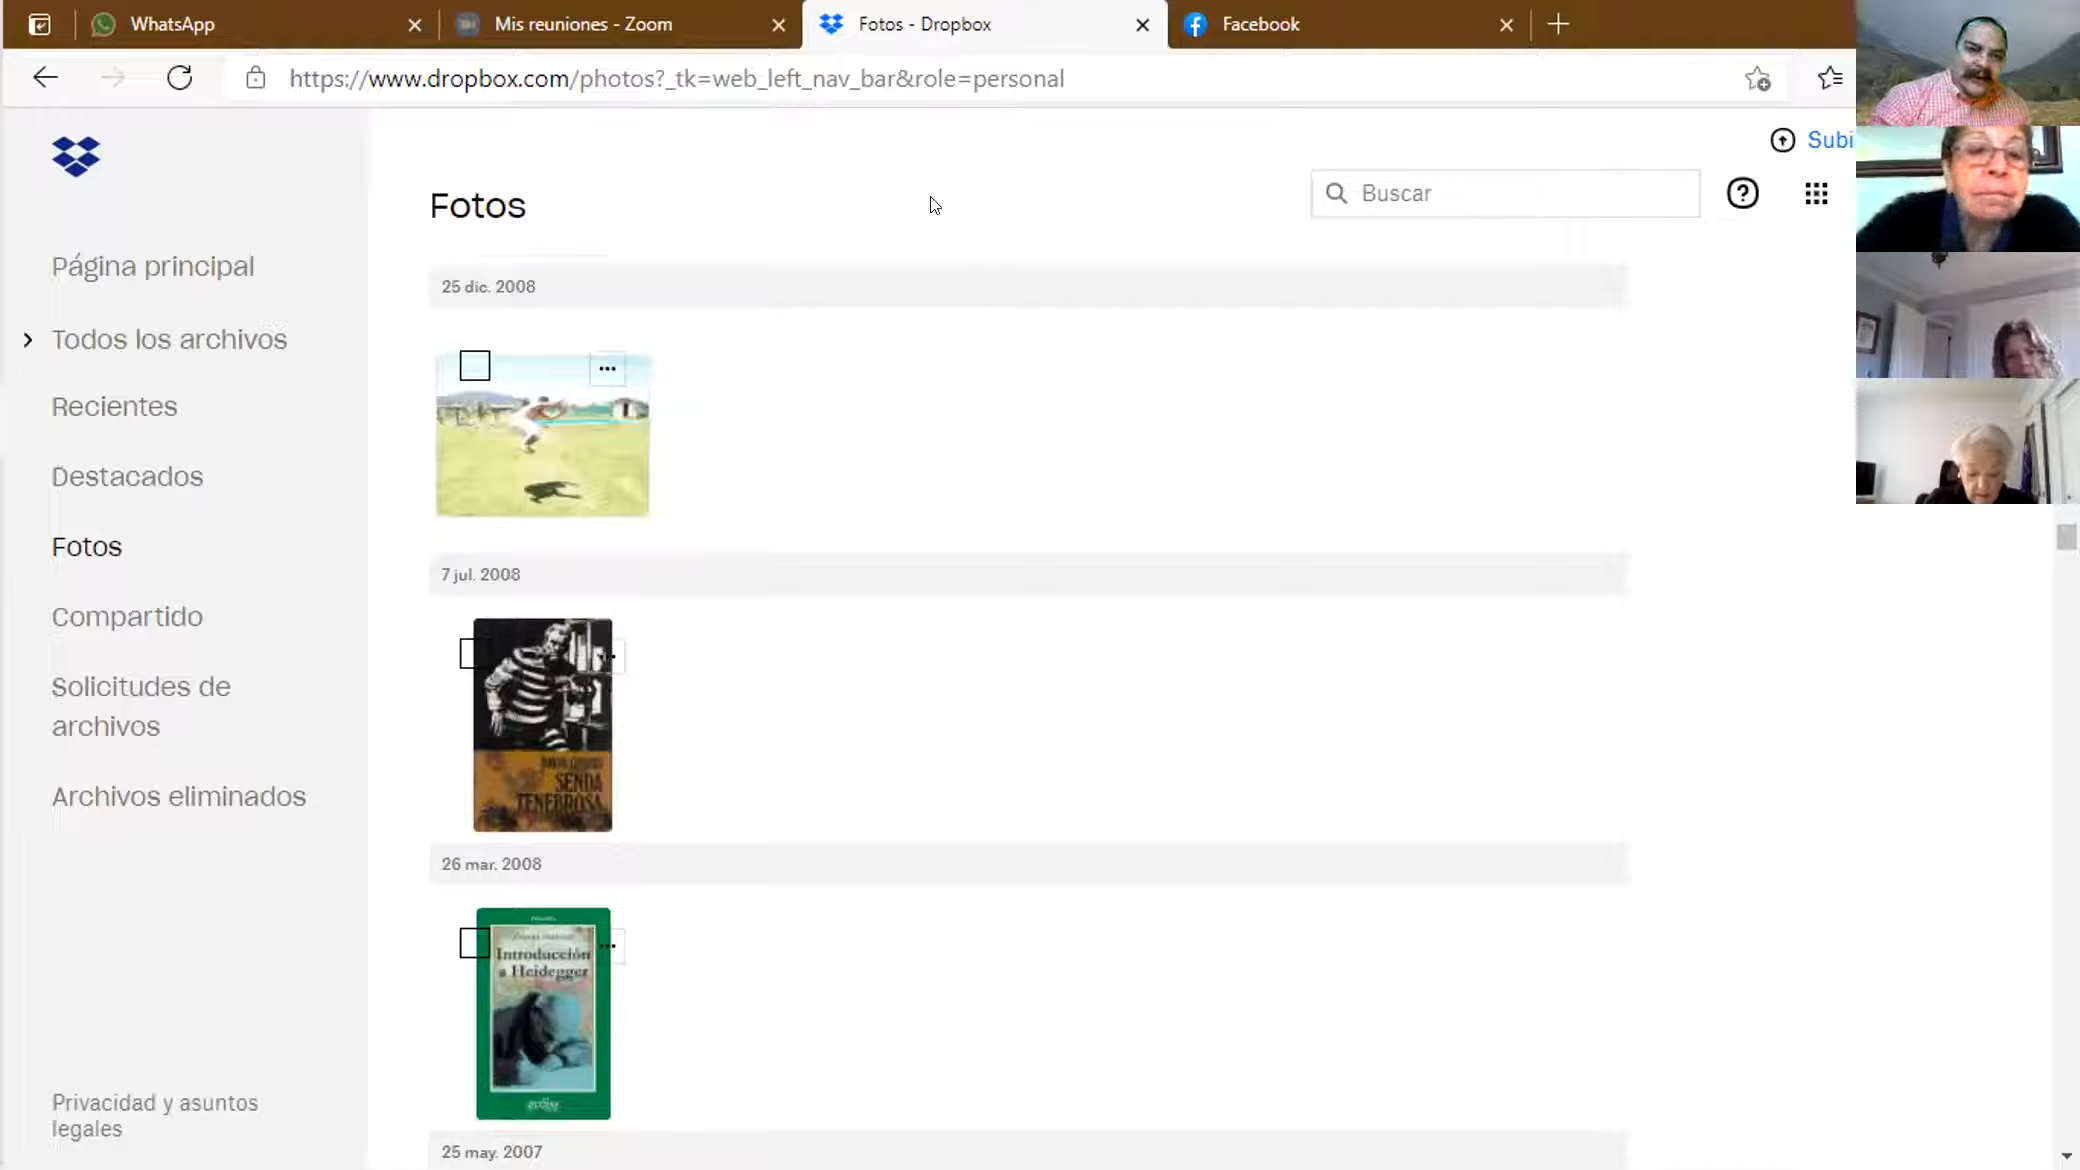 WhatsApp
Mis reuniones - Zoom
Fotos - Dropbox
Facebook
https://www.dropbox.com/photos?_tk=web_left_nav_bar&role=personal
Subi
Fotos
Buscar
Página principal
Todos los archivos
Recientes
Destacados
Fotos
Compartido
Solicitudes de
archivos
Archivos eliminados
Privacidad y asuntos
legales
25 dic. 2008
7 jul. 2008
SENDA
TENEBROSA
26 mar. 2008
Introducción
a Heidegger
25 may. 2007